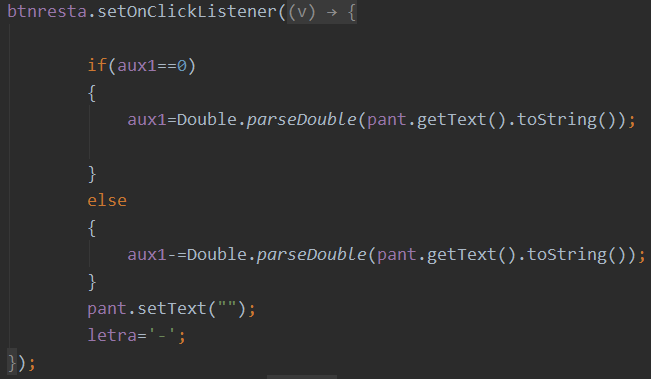 btnresta.setOnClickListener((v) → {
if(aux1==0)
{
aux1=Double.parseDouble(pant.getText().toString());
}
else
{
aux1-=Double.parseDouble(pant.getText().toString());
}
pant.setText("");
letra='-';
});